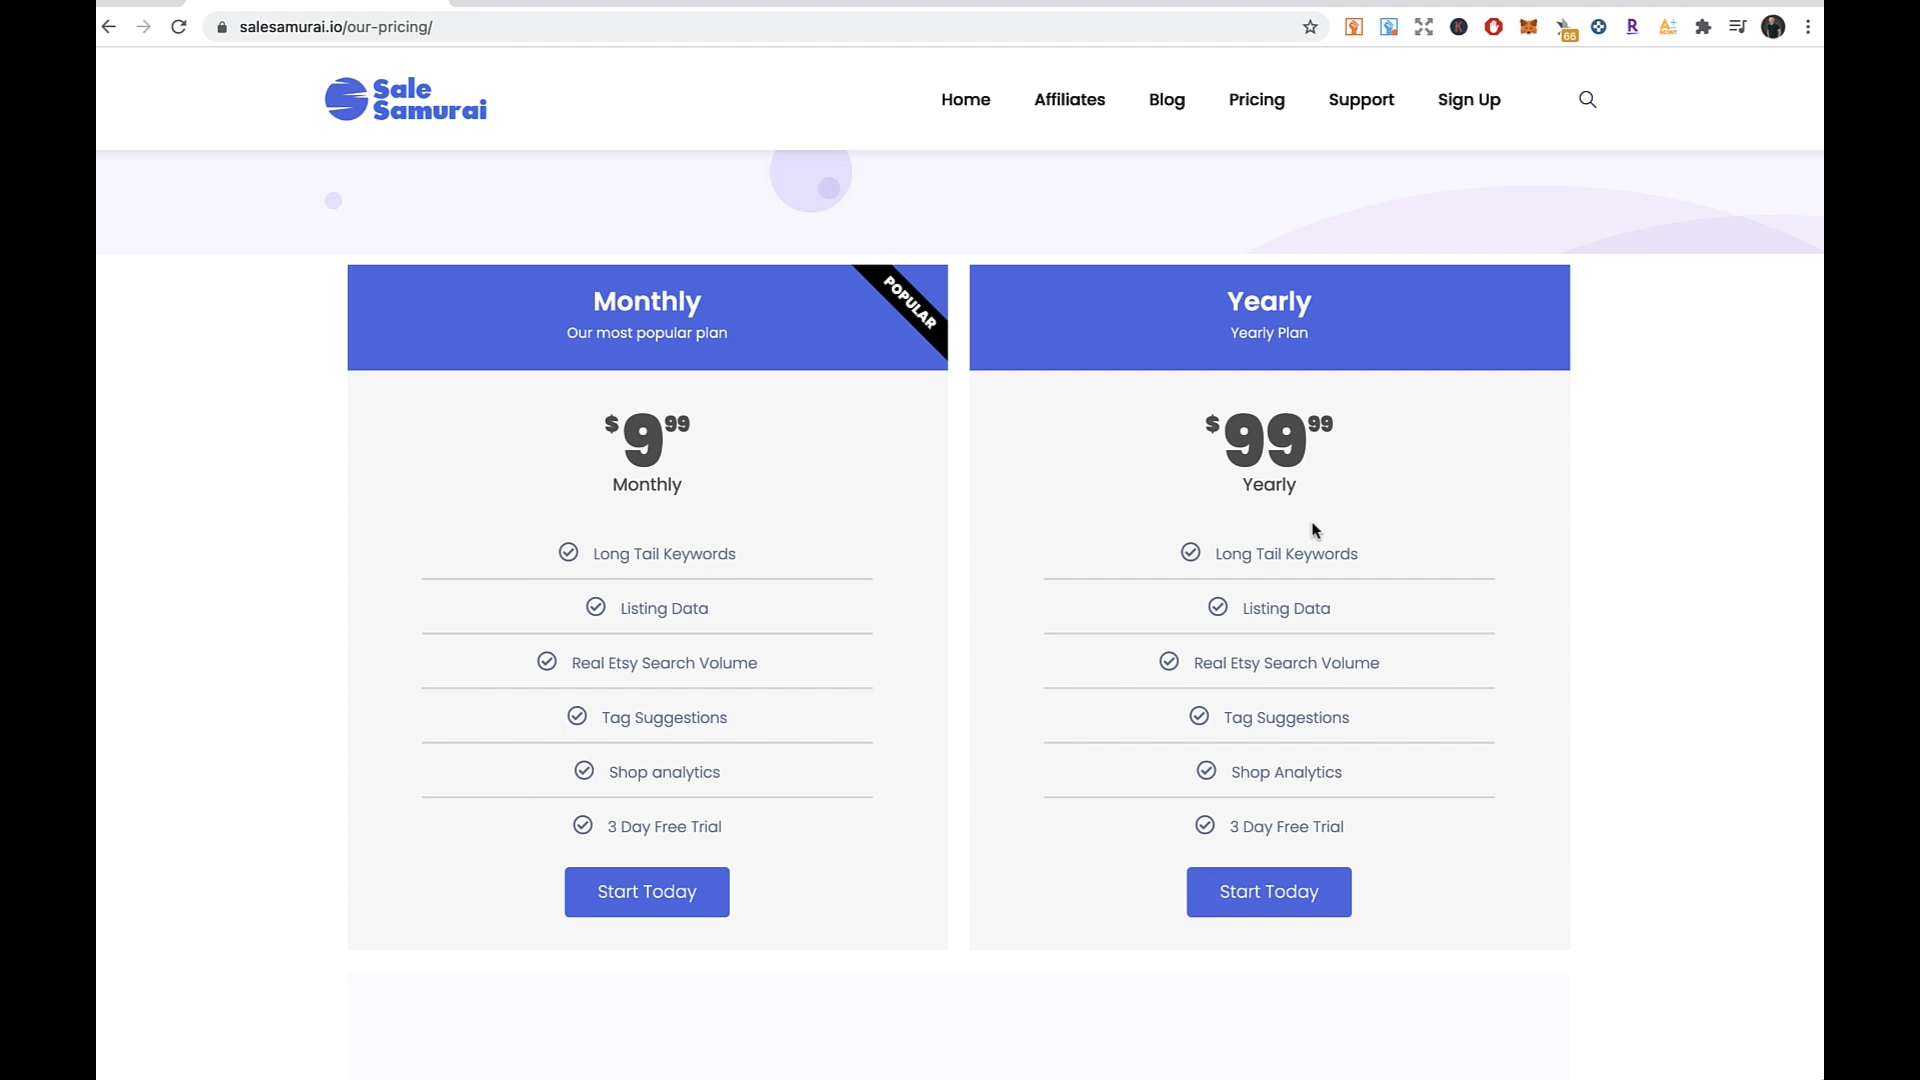 salesamurai.io/our-pricing/
66
Sale
Samurai
Home
Affiliates
Blog
Pricing
Support
Sign Up
Monthly
Our most popular plan
POPULAR
$9 99
Monthly
Long Tail Keywords
Listing Data
Real Etsy Search Volume
Tag Suggestions
Shop analytics
3 Day Free Trial
Start Today
Yearly
Yearly Plan
$99 99
Yearly
Long Tail Keywords
Listing Data
Real Etsy Search Volume
Tag Suggestions
Shop Analytics
3 Day Free Trial
Start Today